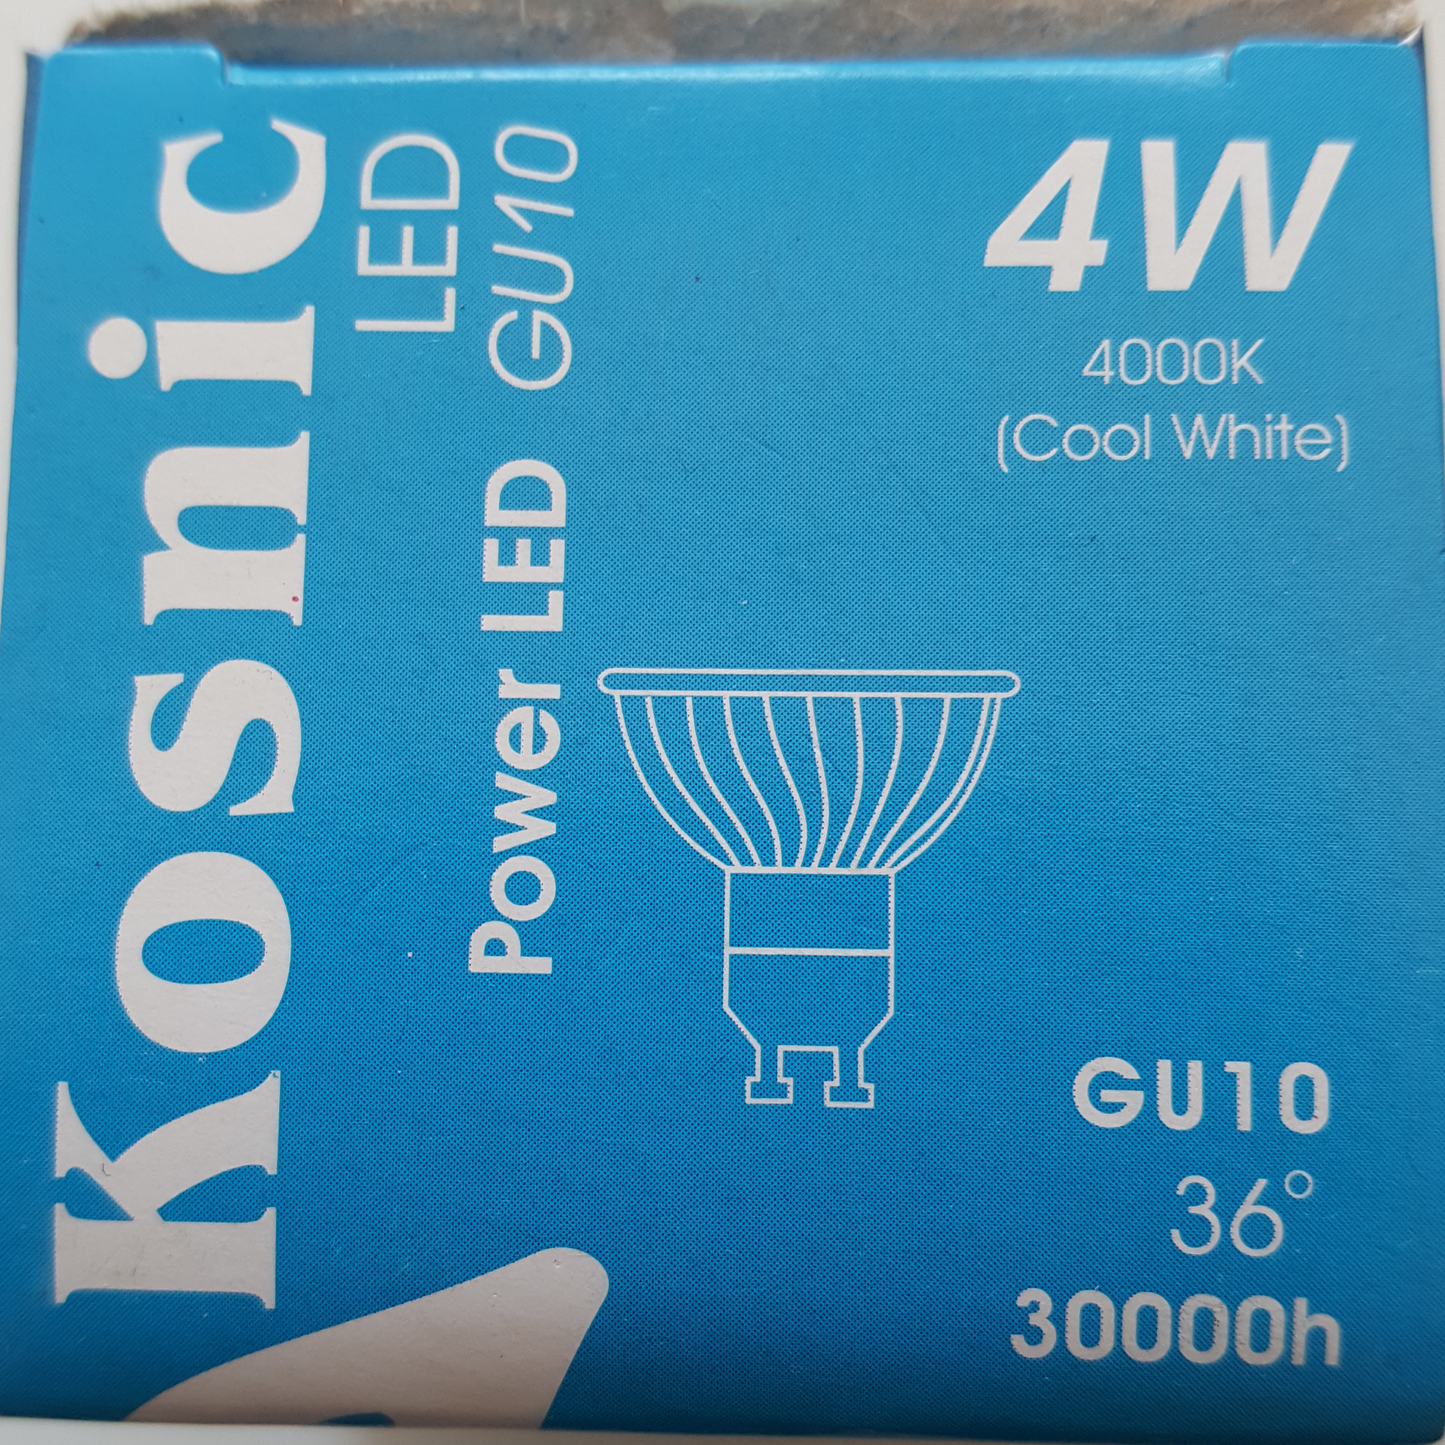 Kosnic
LED
Power LED GU10
4W
4000K
(Cool White)
GU10
36°
30000h